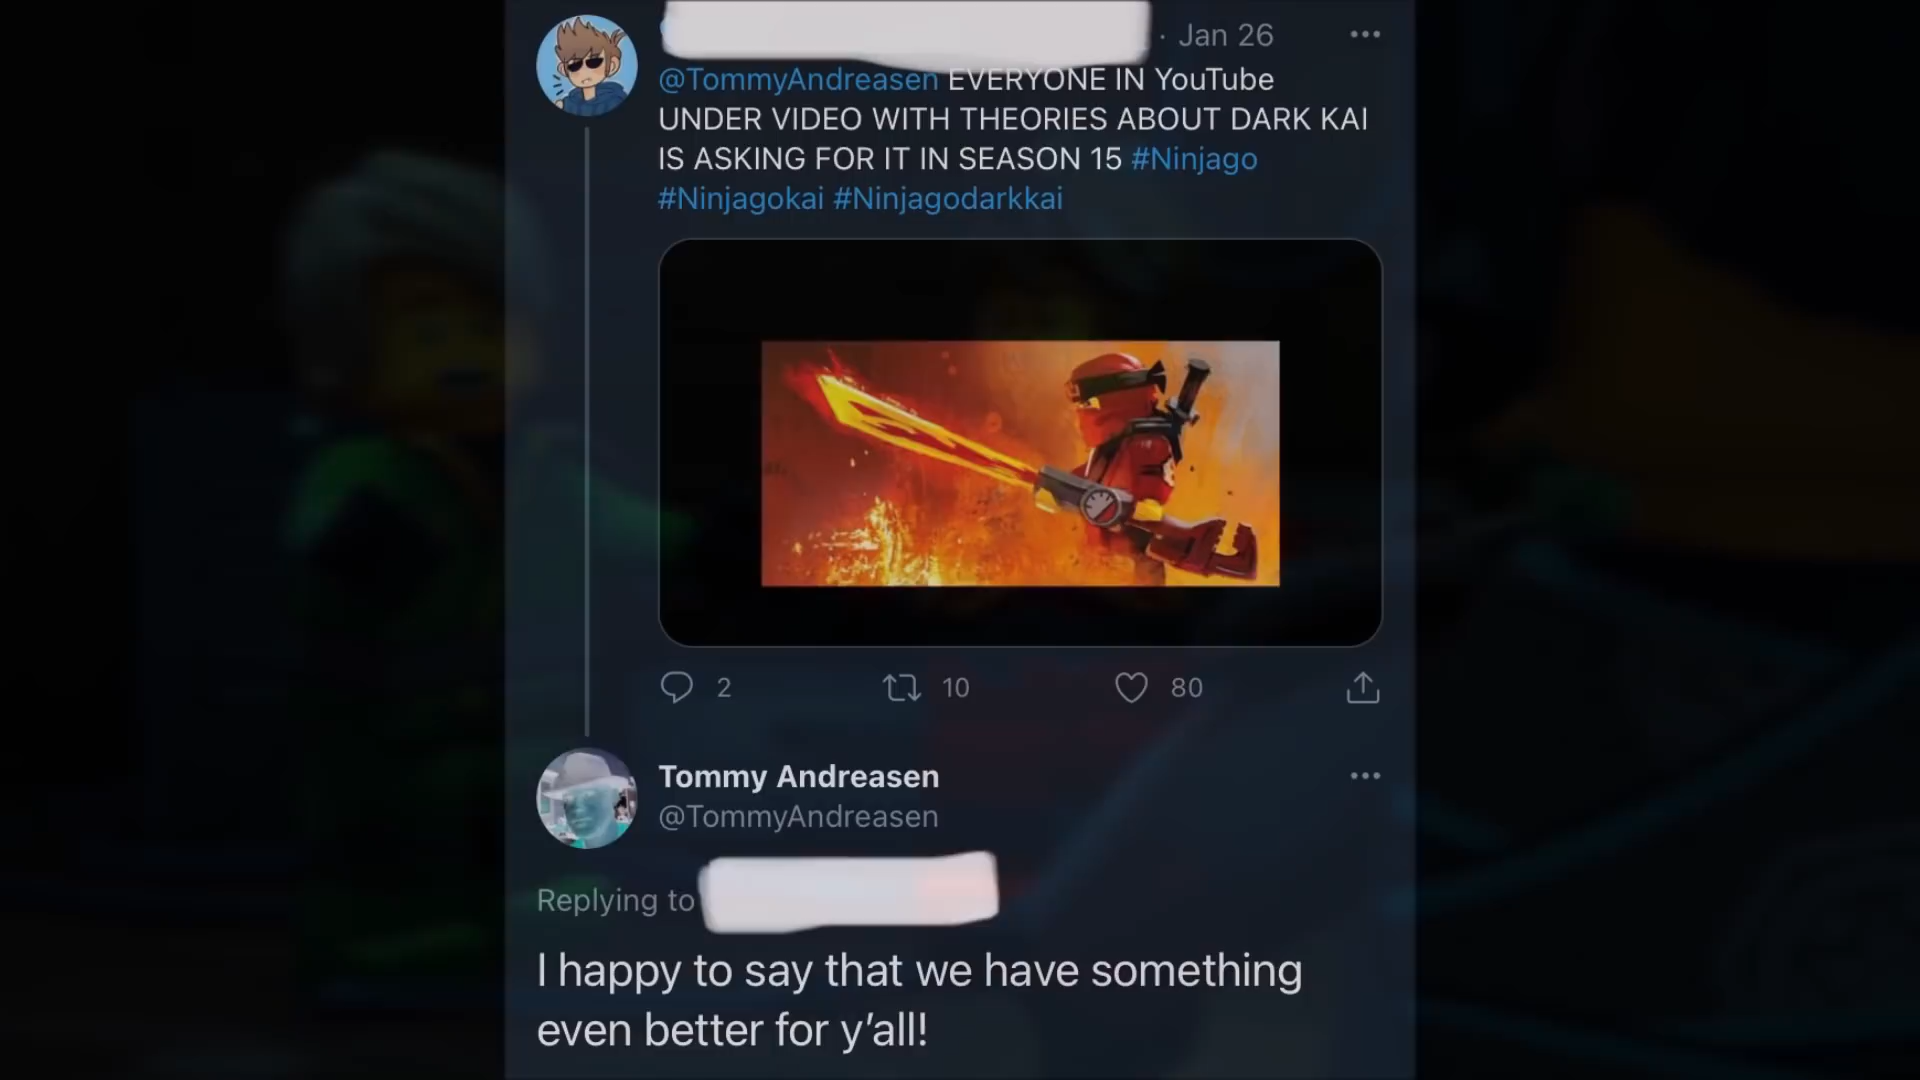 · Jan 26
@TommyAndreasen EVERYONE IN YouTube
UNDER VIDEO WITH THEORIES ABOUT DARK KAI
IS ASKING FOR IT IN SEASON 15 #Ninjago
#Ninjagokai #Ninjagodarkkai
2 10 80
Tommy Andreasen
@TommyAndreasen
Replying to
I happy to say that we have something
even better for y’all!